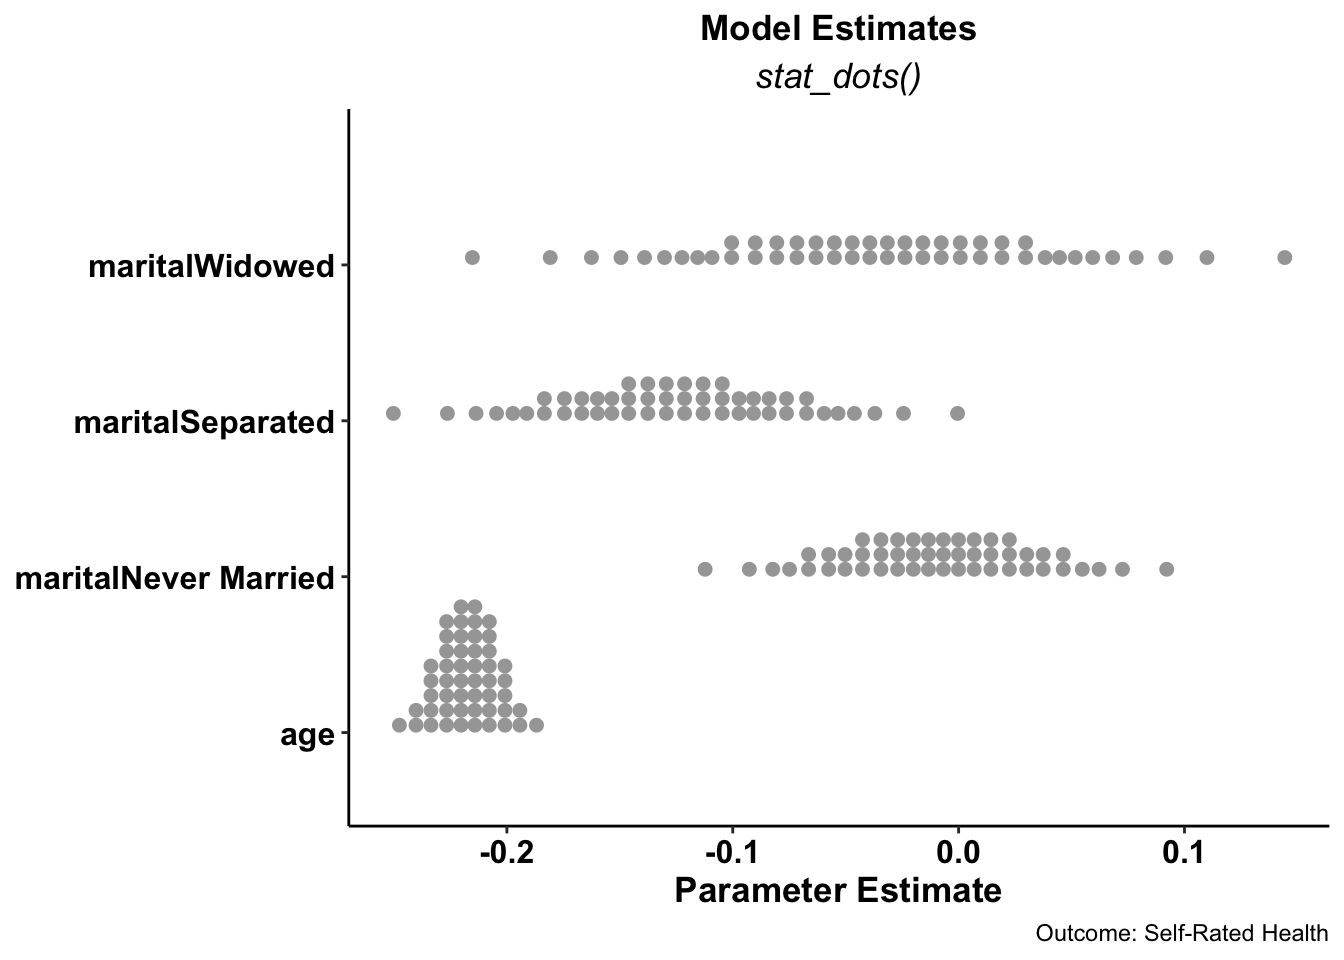 Model Estimates
stat_dots()
maritalWidowed
maritalSeparated
maritalNever Married
age
-0.2 -0.1 0.0 0.1
Parameter Estimate
Outcome: Self-Rated Health